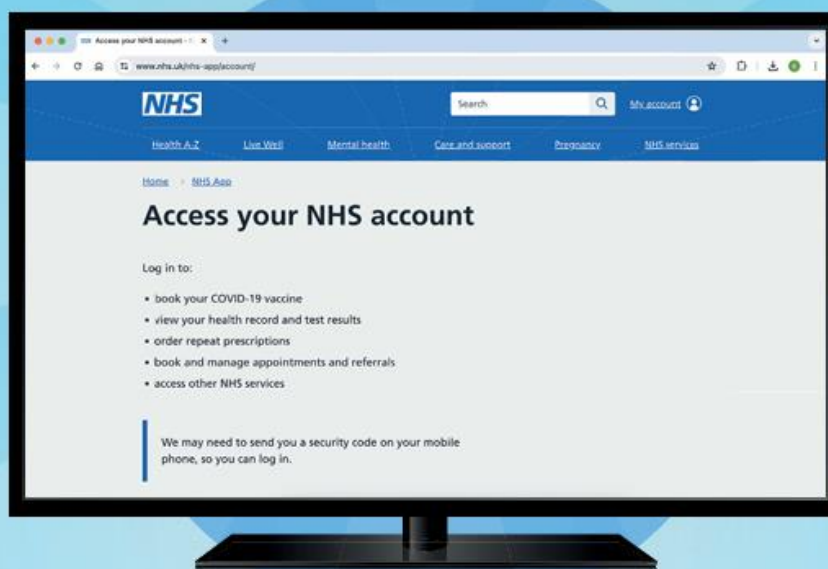 Access your NHS account -
www.nhs.uk/nhs-app/account/
NHS
Search
My account
Health A-Z Live Well Mental health Care and support Pregnancy NHS services
Home NHS App
Access your NHS account
Log in to:
• book your COVID-19 vaccine
• view your health record and test results
• order repeat prescriptions
• book and manage appointments and referrals
• access other NHS services
We may need to send you a security code on your mobile
phone, so you can log in.